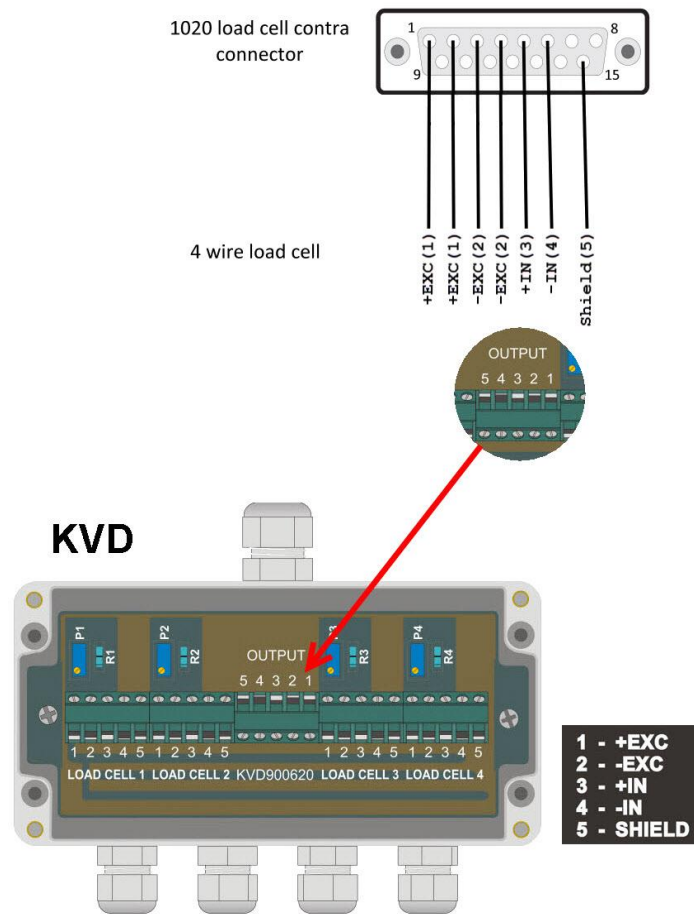 1020 load cell contra
connector
1
8
9
15
4 wire load cell
+EXC(1)
+EXC(1)
-EXC(2)
-EXC(2)
+IN(3)
-IN(4)
Shield(5)
OUTPUT
5 4 3 2 1
KVD
P1
R1
P2
R2
OUTPUT
5 4 3 2 1
R3
P4
R4
1 2 3 4 5
1 2 3 4 5
1 2 3 4 5
1 2 3 4 5
LOAD CELL 1
LOAD CELL 2
KVD900620
LOAD CELL 3
LOAD CELL 4
1 - +EXC
2 - -EXC
3 - +IN
4 - -IN
5 - SHIELD